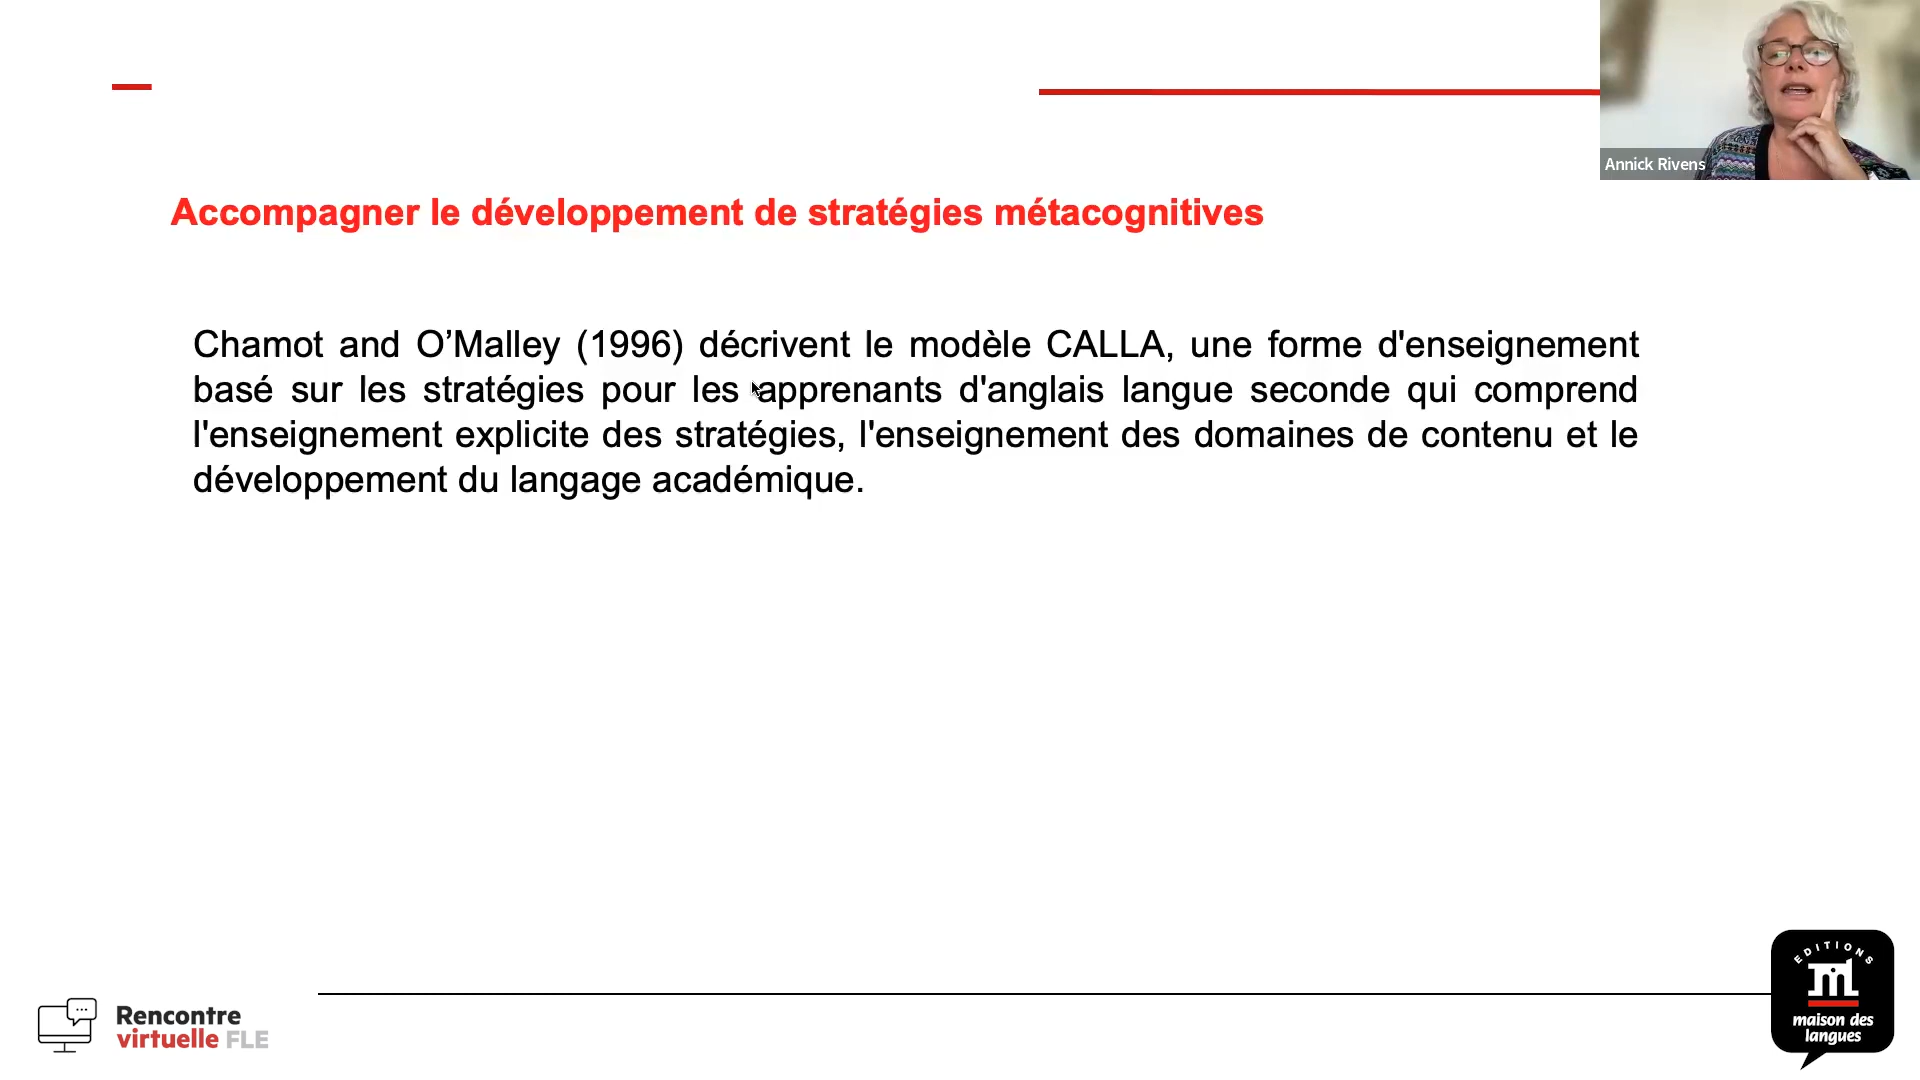 Annick Rivens
Accompagner le développement de stratégies métacognitives
Chamot and O’Malley (1996) décrivent le modèle CALLA, une forme d'enseignement
basé sur les stratégies pour les apprenants d'anglais langue seconde qui comprend
l'enseignement explicite des stratégies, l'enseignement des domaines de contenu et le
développement du langage académique.
Rencontre
virtuelle FLE
EDITIONS
maison des
langues